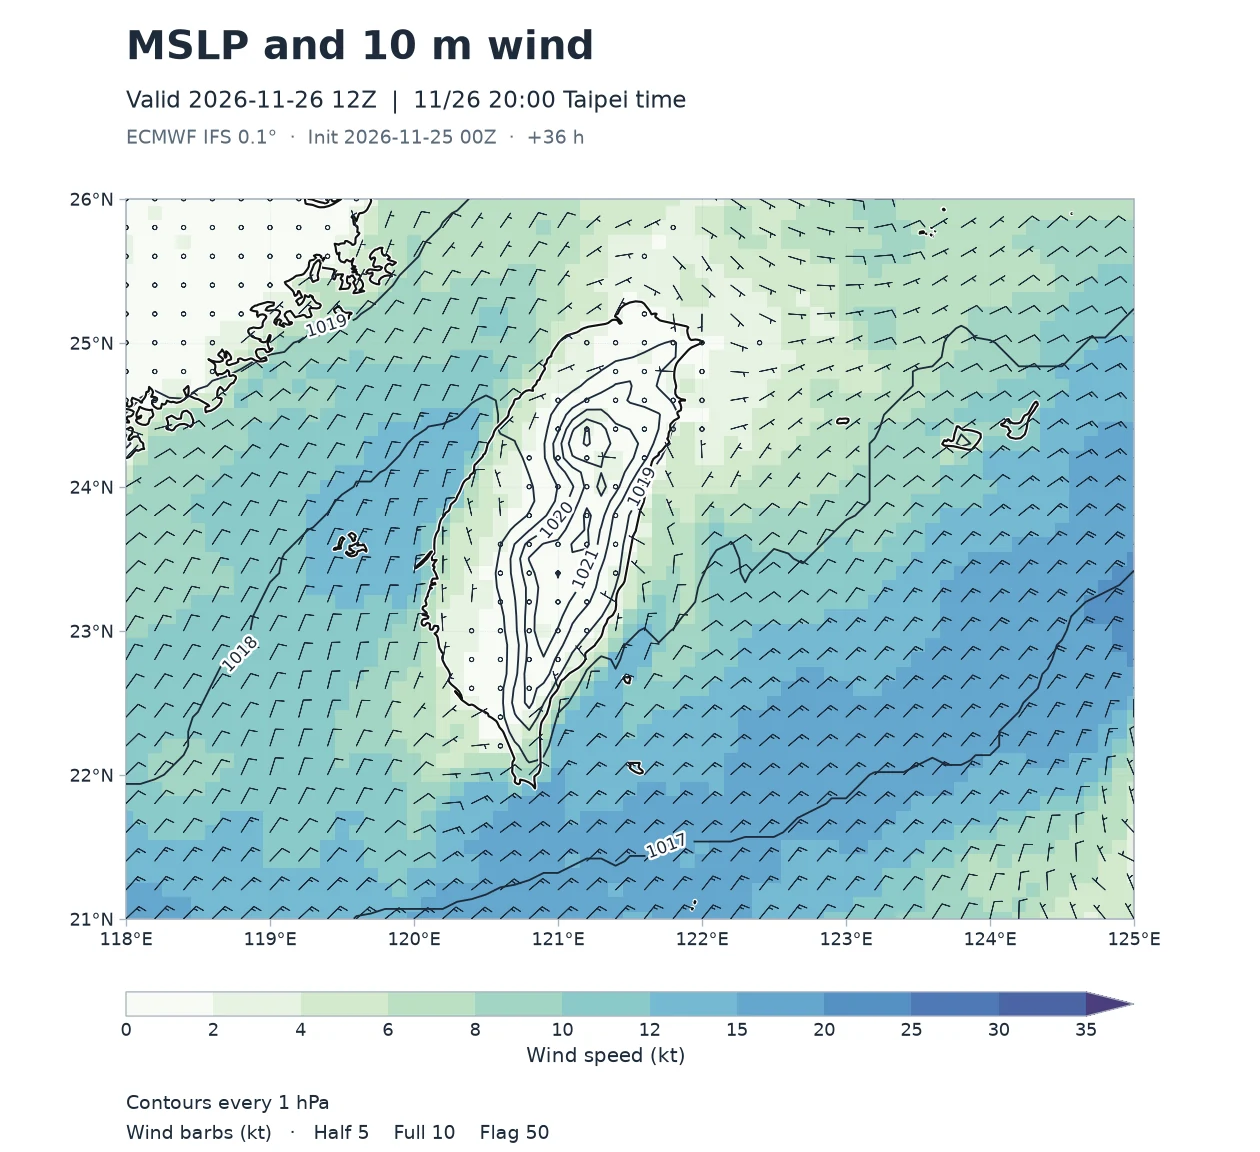 MSLP and 10 m wind
Valid 2026-11-26 12Z | 11/26 20:00 Taipei time
ECMWF IFS 0.1° · Init 2026-11-25 00Z · +36 h
26°N
25°N
24°N
23°N
22°N
21°N
1019
1019
1020
1021
1018
1017
118°E 119°E 120°E 121°E 122°E 123°E 124°E 125°E
0 2 4 6 8 10 12 15 20 25 30 35
Wind speed (kt)
Contours every 1 hPa
Wind barbs (kt) · Half 5 Full 10 Flag 50